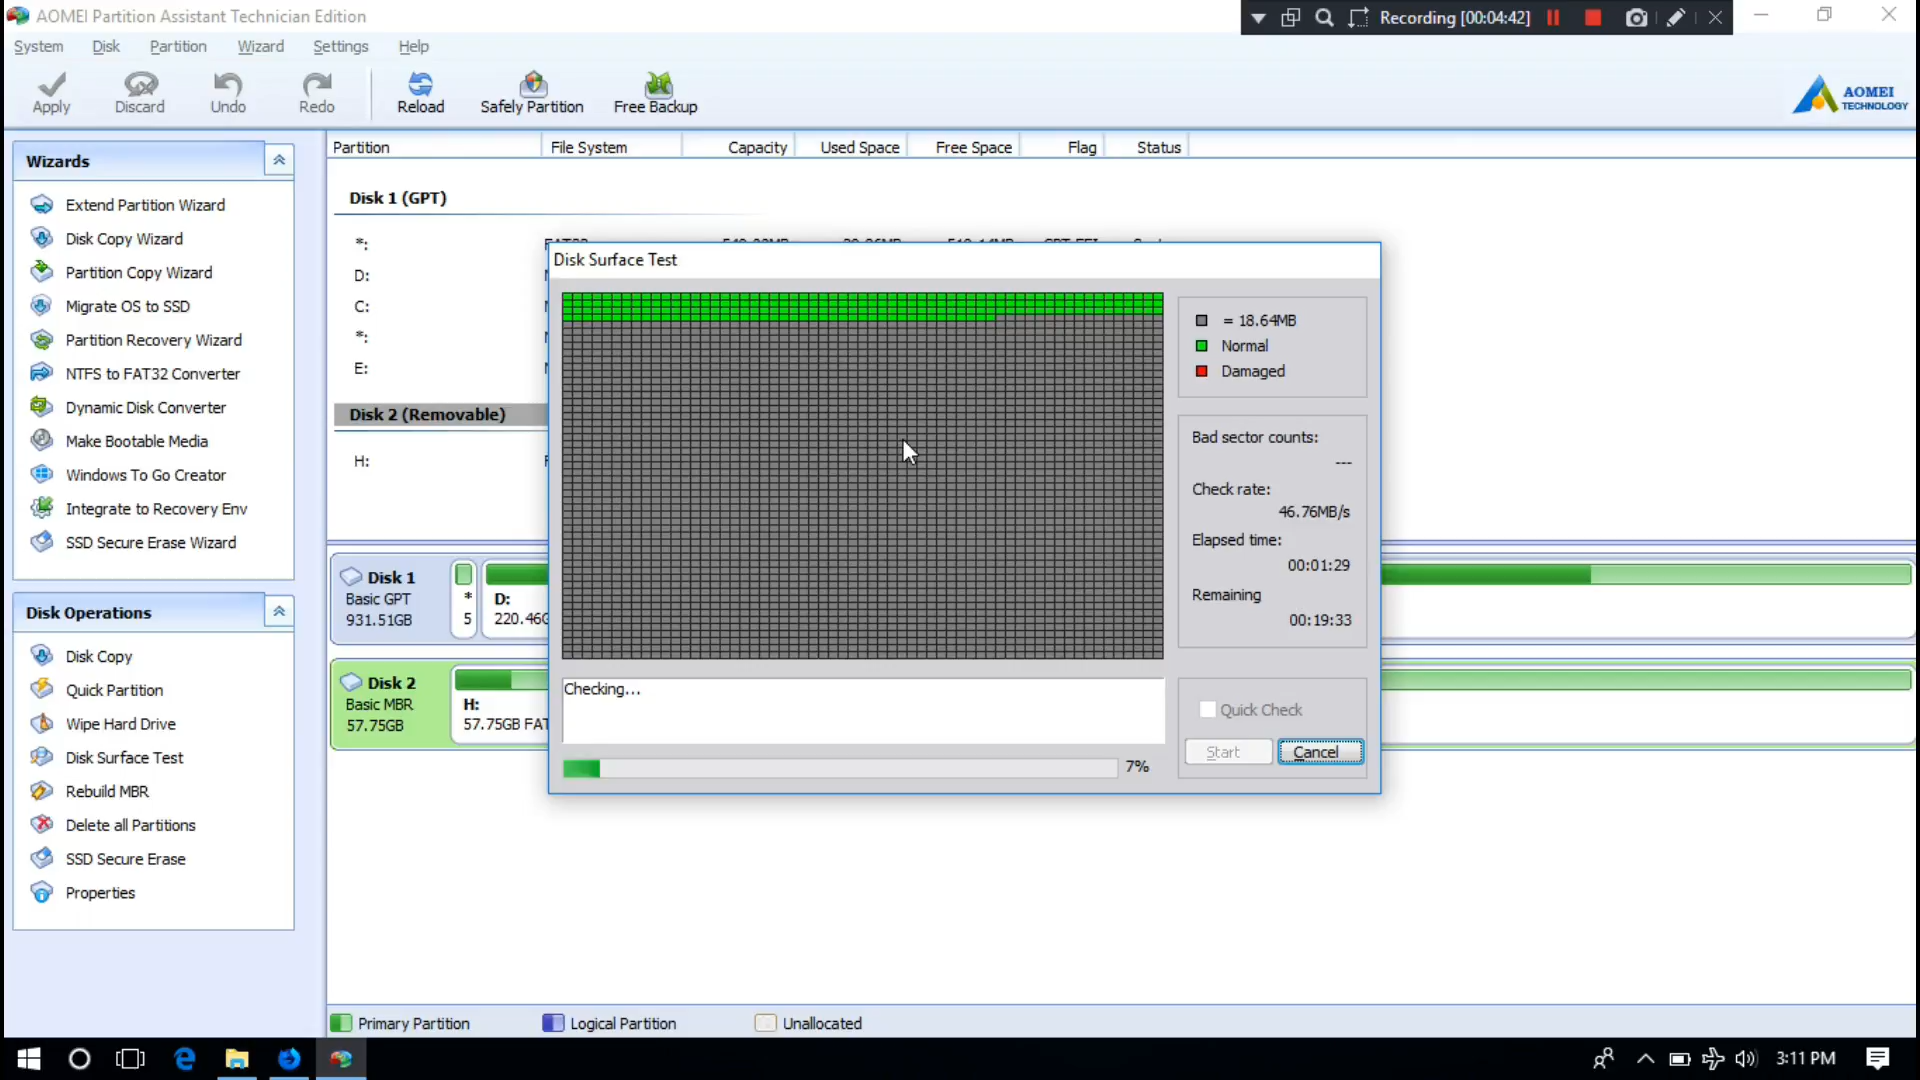 AOMEI Partition Assistant Technician Edition
Recording [00:04:42]
System Disk Partition Wizard Settings Help
Apply Discard Undo Redo Reload Safely Partition Free Backup
AOMEI
TECHNOLOGY
Wizards
Extend Partition Wizard
Disk Copy Wizard
Partition Copy Wizard
Migrate OS to SSD
Partition Recovery Wizard
NTFS to FAT32 Converter
Dynamic Disk Converter
Make Bootable Media
Windows To Go Creator
Integrate to Recovery Env
SSD Secure Erase Wizard
Disk Operations
Disk Copy
Quick Partition
Wipe Hard Drive
Disk Surface Test
Rebuild MBR
Delete all Partitions
SSD Secure Erase
Properties
Partition File System Capacity Used Space Free Space Flag Status
Disk 1 (GPT)
*:
D:
C:
*:
E:
Disk 2 (Removable)
H:
Disk Surface Test
= 18.64MB
Normal
Damaged
Bad sector counts:
---
Check rate:
46.76MB/s
Elapsed time:
00:01:29
Remaining
00:19:33
Checking...
7%
Quick Check
Start Cancel
Disk 1
Basic GPT
931.51GB
*
5
D:
220.46G
Disk 2
Basic MBR
57.75GB
H:
57.75GB FAT
Primary Partition Logical Partition Unallocated
3:11 PM